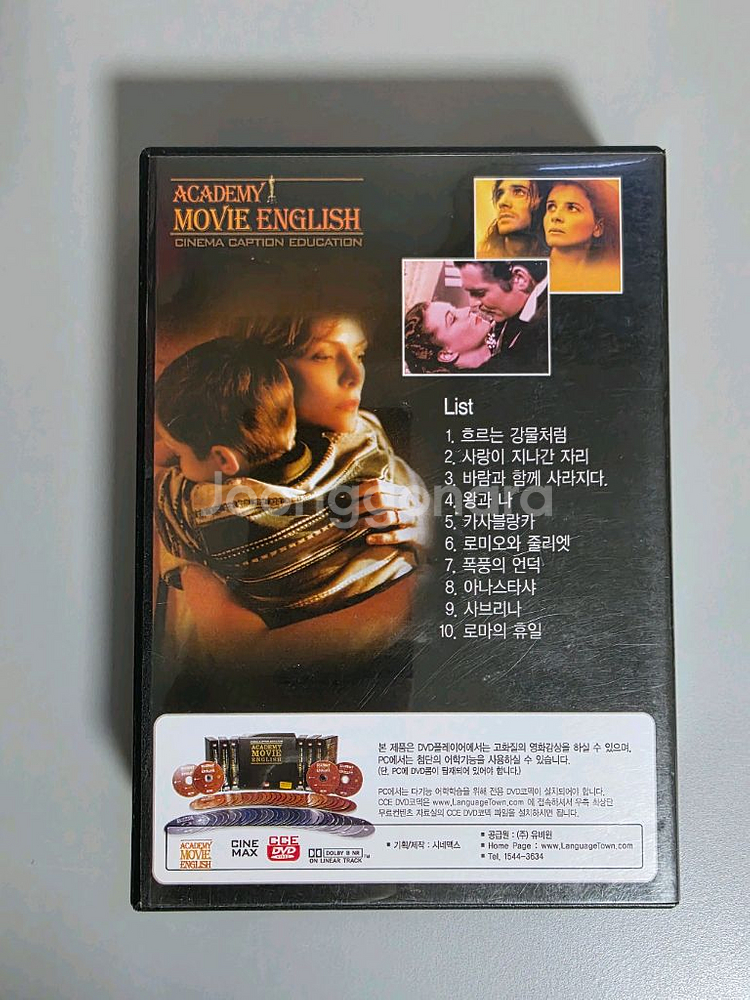 ACADEMY
MOVIE ENGLISH
CINEMA CAPTION EDUCATION
List
1. 흐르는 강물처럼
2. 사랑이 지나간 자리
3. 바람과 함께 사라지다.
4. 왕과 나
5. 카사블랑카
6. 로미오와 줄리엣
7. 폭풍의 언덕
8. 아나스타샤
9. 사브리나
10. 로마의 휴일
Joonggonara
ACADEMY
MOVIE
ENGLISH
본 제품은 DVD플레이어에서는 고화질의 영화감상을 하실 수 있으며,
PC에서는 첨단의 어학기능을 사용하실 수 있습니다.
(단, PC에 DVD롬이 탑재되어 있어야 합니다.)
PC에서는 다기능 어학학습을 위해 전용 DVD코덱이 설치되어야 합니다.
CCE DVD코덱은 www.LanguageTown.com 에 접속하셔서 우측 최상단
무료컨텐츠 자료실의 CCE DVD코덱 파일을 설치하시면 됩니다.
ACADEMY
MOVIE
ENGLISH
CINE
MAX
CCE
DVD
VIDEO
DOLBY B NR
ON LINEAR TRACK
TM
▪ 기획/제작 : 시네맥스
▪ 공급원 : (주) 유비윈
▪ Home Page : www.LanguageTown.com
▪ Tel. 1544-3634